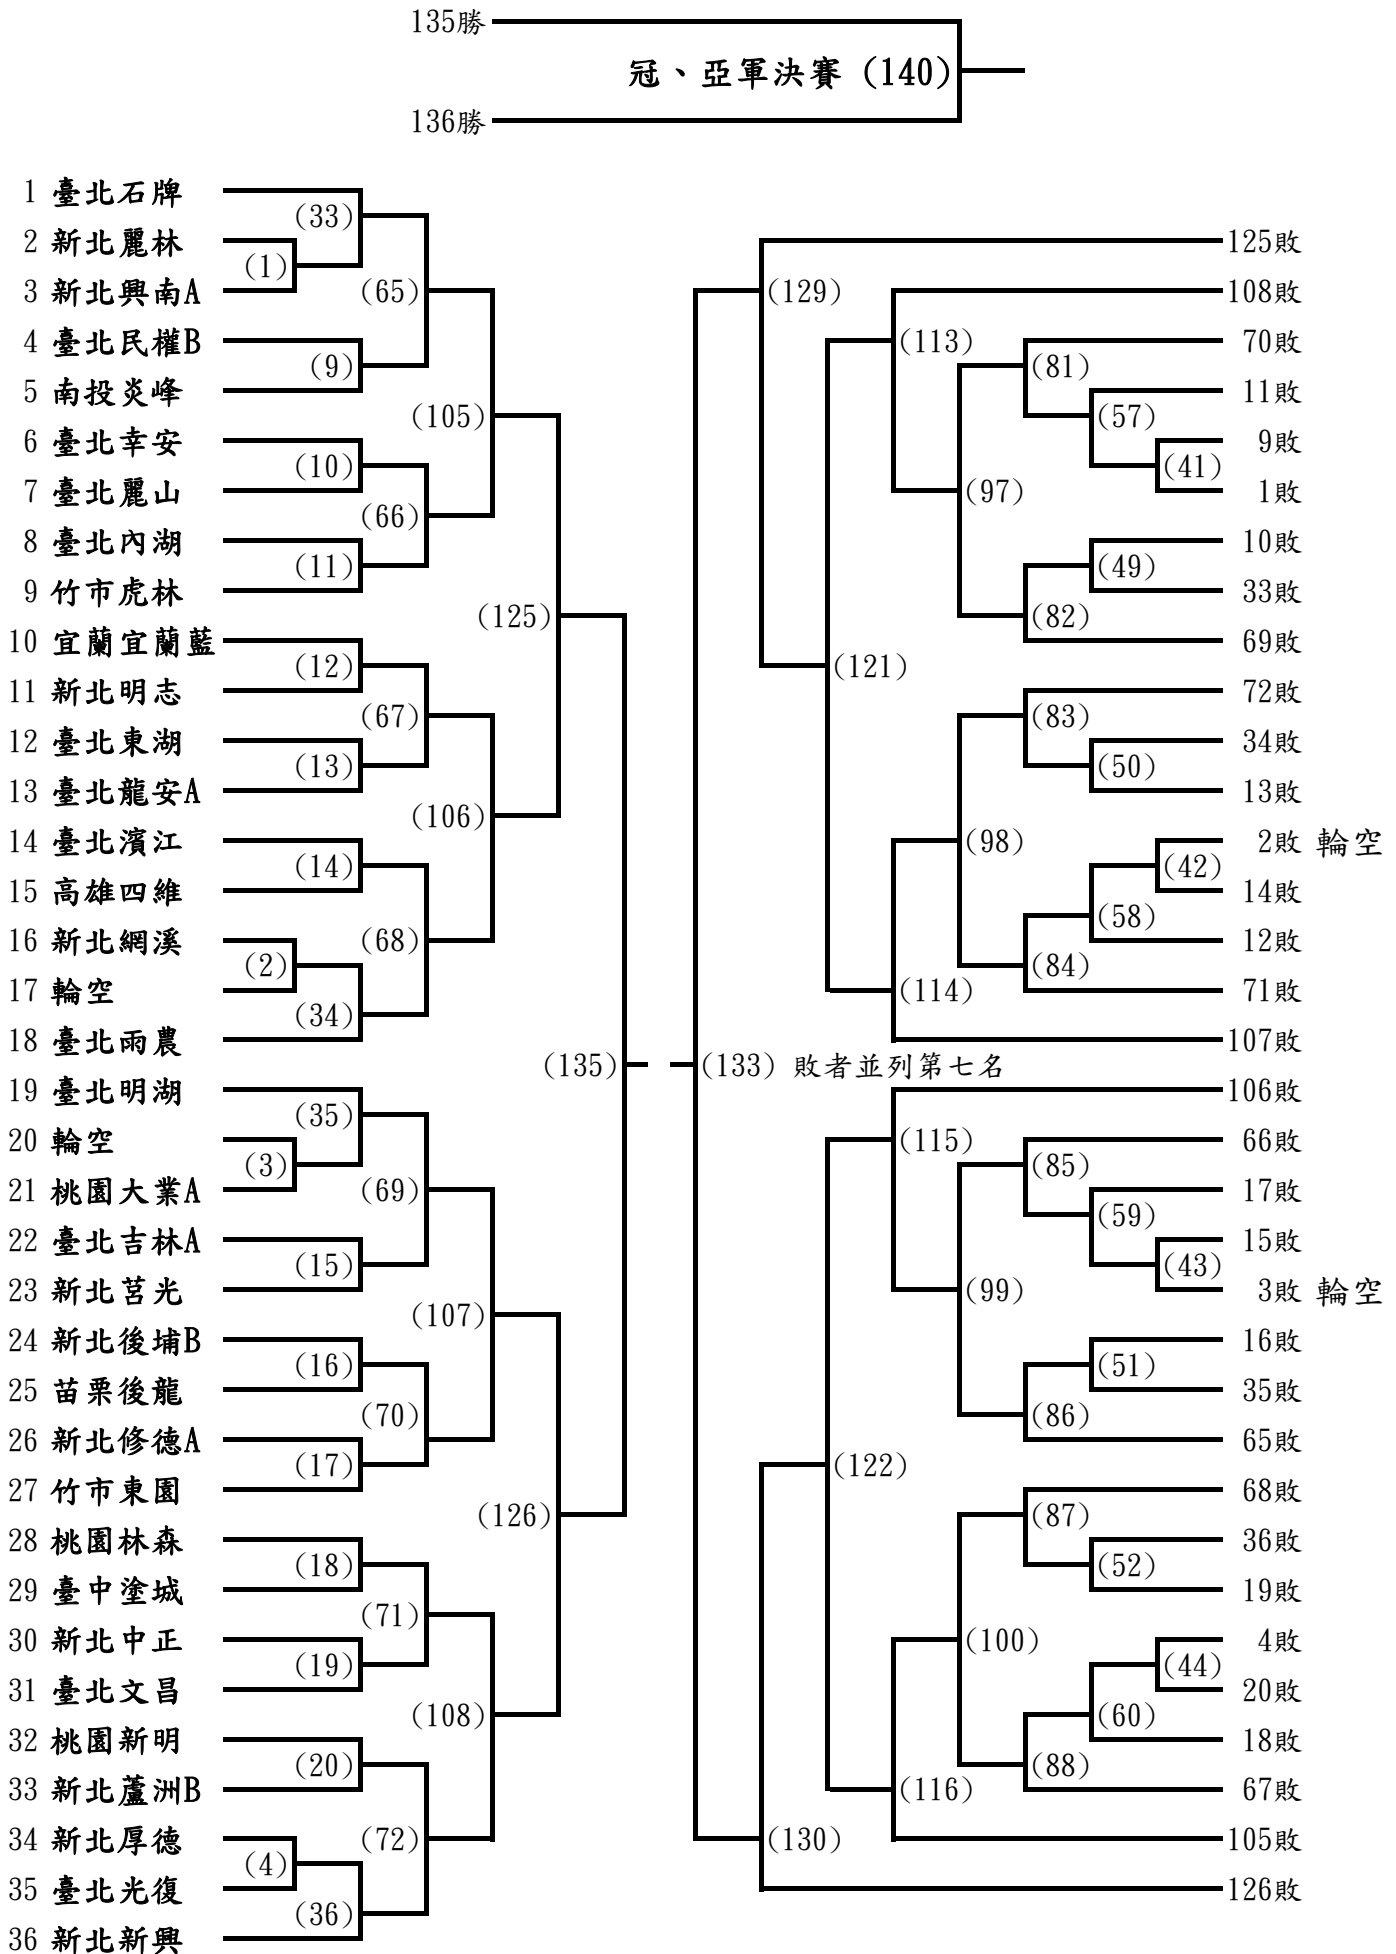 135勝
冠、亞軍決賽 (140)
136勝
1 臺北石牌
2 新北麗林
3 新北興南A
4 臺北民權B
5 南投炎峰
6 臺北幸安
7 臺北麗山
8 臺北內湖
9 竹市虎林
10 宜蘭宜蘭藍
11 新北明志
12 臺北東湖
13 臺北龍安A
14 臺北濱江
15 高雄四維
16 新北網溪
17 輪空
18 臺北雨農
19 臺北明湖
20 輪空
21 桃園大業A
22 臺北吉林A
23 新北莒光
24 新北後埔B
25 苗栗後龍
26 新北修德A
27 竹市東園
28 桃園林森
29 臺中塗城
30 新北中正
31 臺北文昌
32 桃園新明
33 新北蘆洲B
34 新北厚德
35 臺北光復
36 新北新興
(1)
(2)
(3)
(4)
(33)
(9)
(10)
(11)
(12)
(13)
(14)
(34)
(35)
(15)
(16)
(17)
(18)
(19)
(20)
(36)
(65)
(66)
(67)
(68)
(69)
(70)
(71)
(72)
(105)
(106)
(107)
(108)
(125)
(126)
(135)
(133) 敗者並列第七名
(129)
(130)
(121)
(122)
(113)
(114)
(115)
(116)
(97)
(98)
(99)
(100)
(81)
(82)
(83)
(84)
(85)
(86)
(87)
(88)
(57)
(49)
(50)
(58)
(59)
(51)
(52)
(60)
(41)
(42)
(43)
(44)
125敗
108敗
70敗
11敗
9敗
1敗
10敗
33敗
69敗
72敗
34敗
13敗
2敗 輪空
14敗
12敗
71敗
107敗
106敗
66敗
17敗
15敗
3敗 輪空
16敗
35敗
65敗
68敗
36敗
19敗
4敗
20敗
18敗
67敗
105敗
126敗